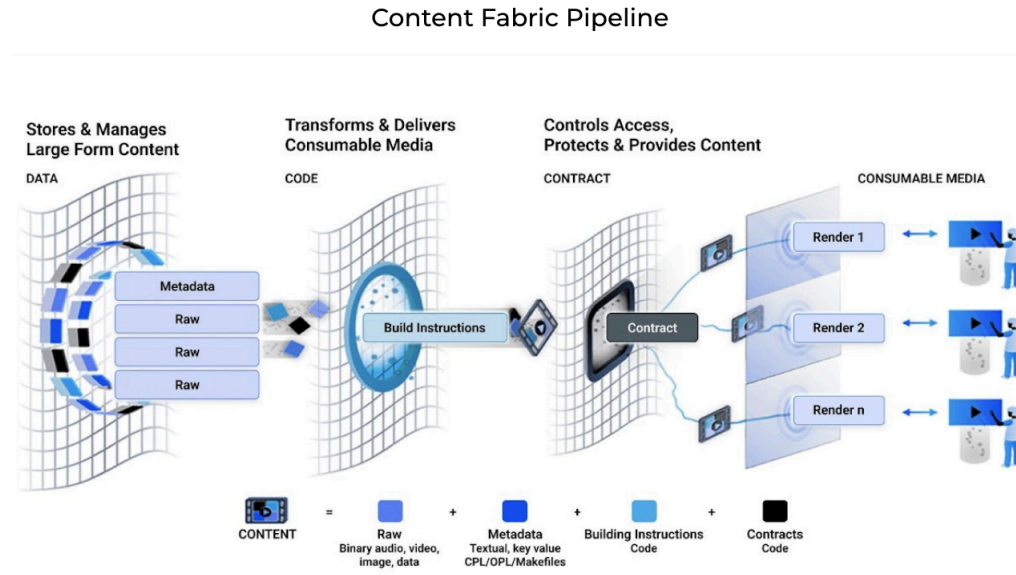 Content Fabric Pipeline
Stores & Manages
Large Form Content
DATA
Transforms & Delivers
Consumable Media
CODE
Controls Access,
Protects & Provides Content
CONTRACT
CONSUMABLE MEDIA
Metadata
Raw
Raw
Raw
Build Instructions
Contract
Render 1
Render 2
Render n
CONTENT
=
Raw
Binary audio, video,
image, data
+
Metadata
Textual, key value
CPL/OPL/Makefiles
+
Building Instructions
Code
+
Contracts
Code